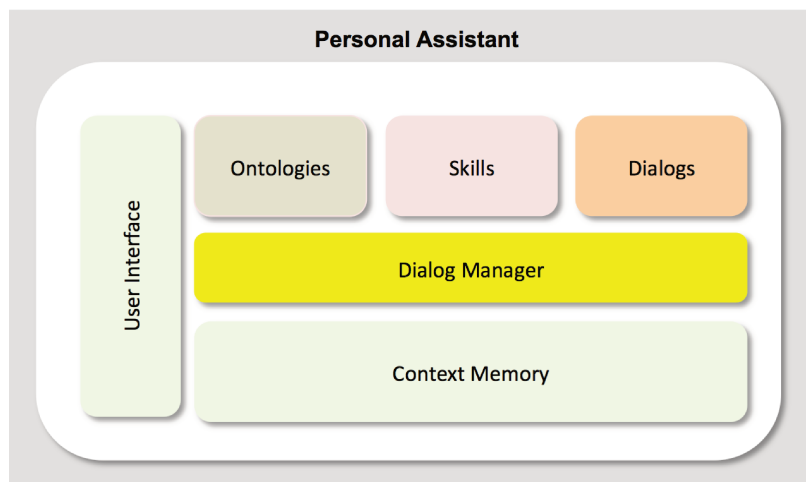 Personal Assistant
User Interface
Ontologies
Skills
Dialogs
Dialog Manager
Context Memory